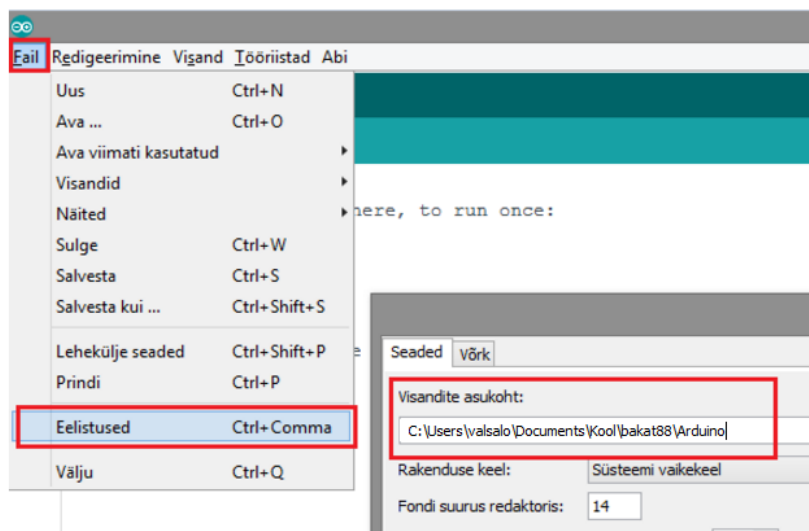 Fail Redigeerimine Visand Tööriistad Abi
Uus Ctrl+N
Ava ... Ctrl+O
Ava viimati kasutatud
Visandid
Näited
Sulge Ctrl+W
Salvesta Ctrl+S
Salvesta kui ... Ctrl+Shift+S
Lehekülje seaded Ctrl+Shift+P
Prindi Ctrl+P
Eelistused Ctrl+Comma
Välju Ctrl+Q
here, to run once:
e
Seaded Võrk
Visandite asukoht:
C:\Users\valsalo\Documents\Kool\bakat88\Arduino
Rakenduse keel: Süsteemi vaikekeel
Fondi suurus redaktoris: 14